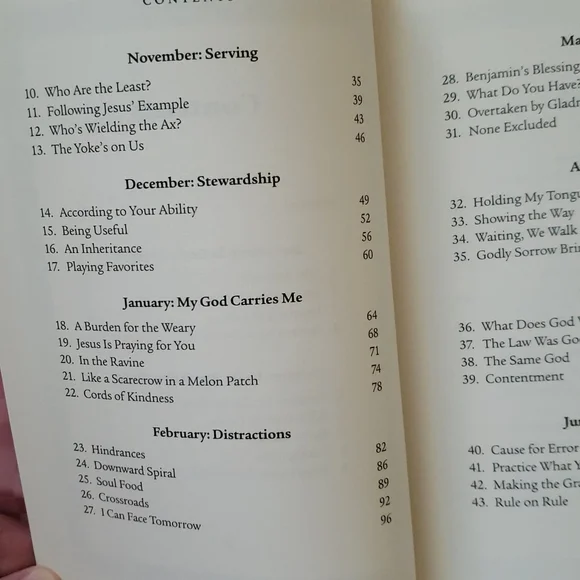 November: Serving
10. Who Are the Least? 35
11. Following Jesus' Example 39
12. Who's Wielding the Ax? 43
13. The Yoke's on Us 46
December: Stewardship
14. According to Your Ability 49
15. Being Useful 52
16. An Inheritance 56
17. Playing Favorites 60
January: My God Carries Me
18. A Burden for the Weary 64
19. Jesus Is Praying for You 68
20. In the Ravine 71
21. Like a Scarecrow in a Melon Patch 74
22. Cords of Kindness 78
February: Distractions
23. Hindrances 82
24. Downward Spiral 86
25. Soul Food 89
26. Crossroads 92
27. I Can Face Tomorrow 96
Ma
28. Benjamin's Blessing
29. What Do You Have?
30. Overtaken by Gladn
31. None Excluded
A
32. Holding My Tongu
33. Showing the Way
34. Waiting, We Walk
35. Godly Sorrow Brin
36. What Does God
37. The Law Was Goo
38. The Same God
39. Contentment
Jus
40. Cause for Error
41. Practice What Y
42. Making the Gra
43. Rule on Rule